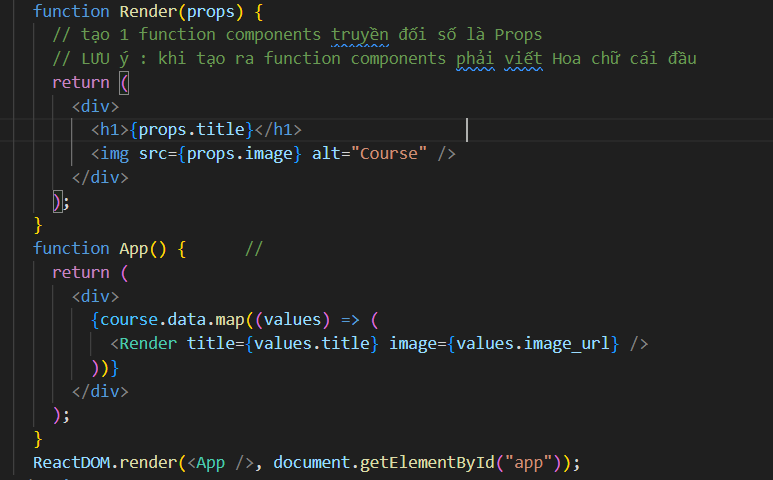 function Render(props) {
// tạo 1 function components truyền đối số là Props
// LƯU ý : khi tạo ra function components phải viết Hoa chữ cái đầu
return (
<div>
<h1>{props.title}</h1>
<img src={props.image} alt="Course" />
</div>
);
}
function App() { //
return (
<div>
{course.data.map((values) => (
<Render title={values.title} image={values.image_url} />
))}
</div>
);
}
ReactDOM.render(<App />, document.getElementById("app"));